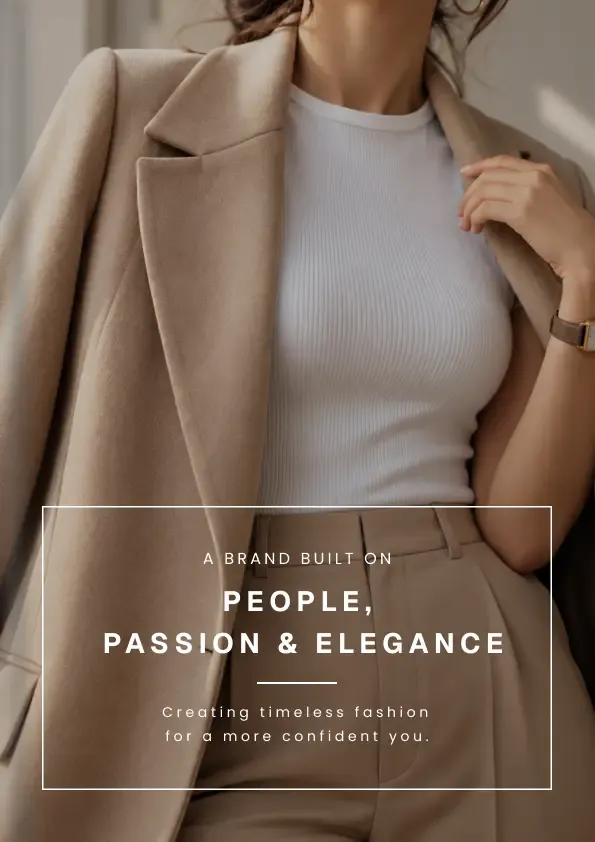 A BRAND BUILT ON
PEOPLE,
PASSION & ELEGANCE
Creating timeless fashion
for a more confident you.